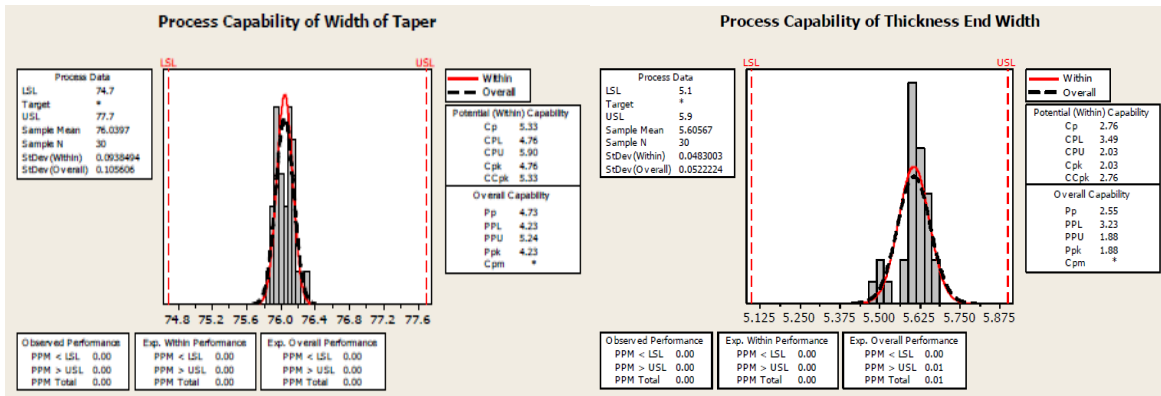 Process Capability of Width of Taper
LSL
USL
Process Data
LSL 74.7
Target *
USL 77.7
Sample Mean 76.0397
Sample N 30
StDev(Within) 0.0938494
StDev(Overall) 0.105606
Within
Overall
Potential (Within) Capability
Cp 5.33
CPL 4.76
CPU 5.90
Cpk 4.76
CCpk 5.33
Overall Capability
Pp 4.73
PPL 4.23
PPU 5.24
Ppk 4.23
Cpm *
74.8 75.2 75.6 76.0 76.4 76.8 77.2 77.6
Observed Performance
PPM < LSL 0.00
PPM > USL 0.00
PPM Total 0.00
Exp. Within Performance
PPM < LSL 0.00
PPM > USL 0.00
PPM Total 0.00
Exp. Overall Performance
PPM < LSL 0.00
PPM > USL 0.00
PPM Total 0.00
Process Capability of Thickness End Width
LSL
USL
Process Data
LSL 5.1
Target *
USL 5.9
Sample Mean 5.60567
Sample N 30
StDev(Within) 0.0483003
StDev(Overall) 0.0522224
Within
Overall
Potential (Within) Capability
Cp 2.76
CPL 3.49
CPU 2.03
Cpk 2.03
CCpk 2.76
Overall Capability
Pp 2.55
PPL 3.23
PPU 1.88
Ppk 1.88
Cpm *
5.125 5.250 5.375 5.500 5.625 5.750 5.875
Observed Performance
PPM < LSL 0.00
PPM > USL 0.00
PPM Total 0.00
Exp. Within Performance
PPM < LSL 0.00
PPM > USL 0.00
PPM Total 0.00
Exp. Overall Performance
PPM < LSL 0.00
PPM > USL 0.01
PPM Total 0.01